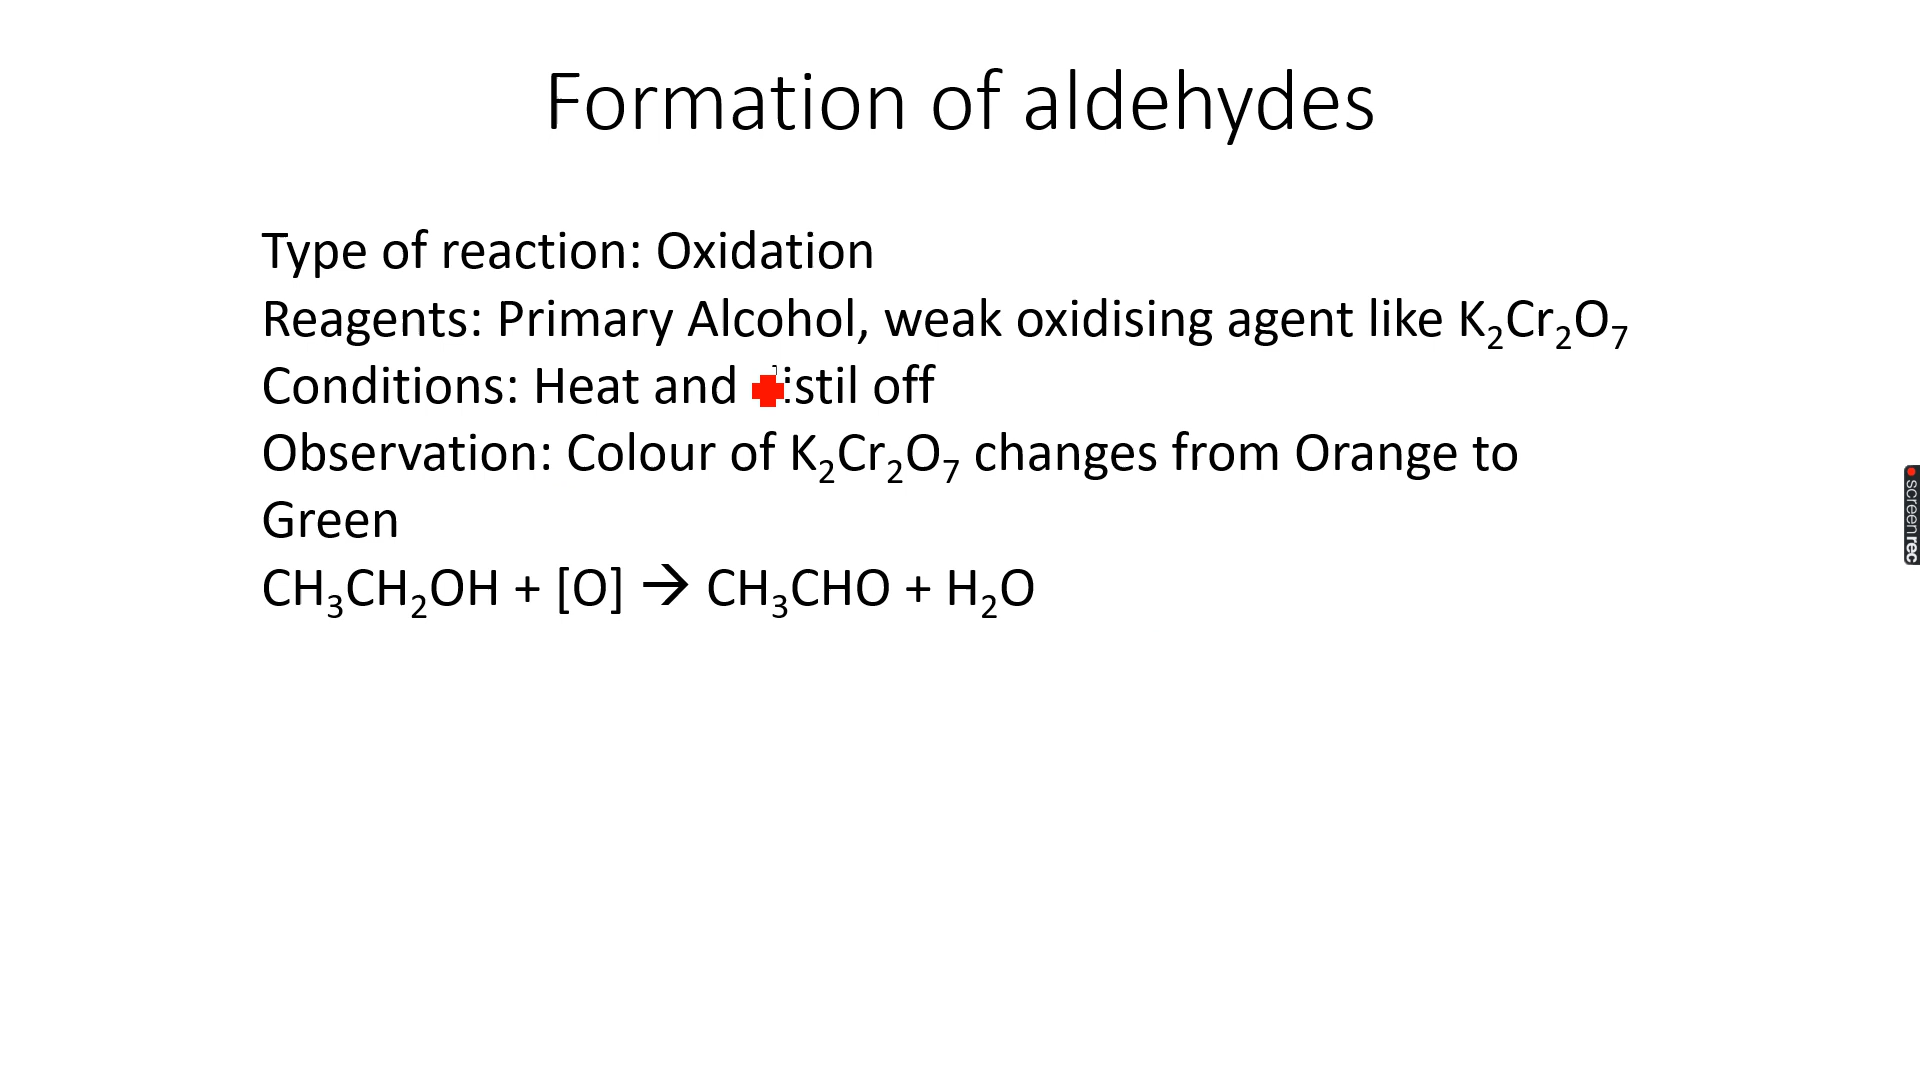 Formation of aldehydes
Type of reaction: Oxidation
Reagents: Primary Alcohol, weak oxidising agent like K₂Cr₂O₇
Conditions: Heat and distil off
Observation: Colour of K₂Cr₂O₇ changes from Orange to
Green
CH₃CH₂OH + [O] → CH₃CHO + H₂O
screenrec